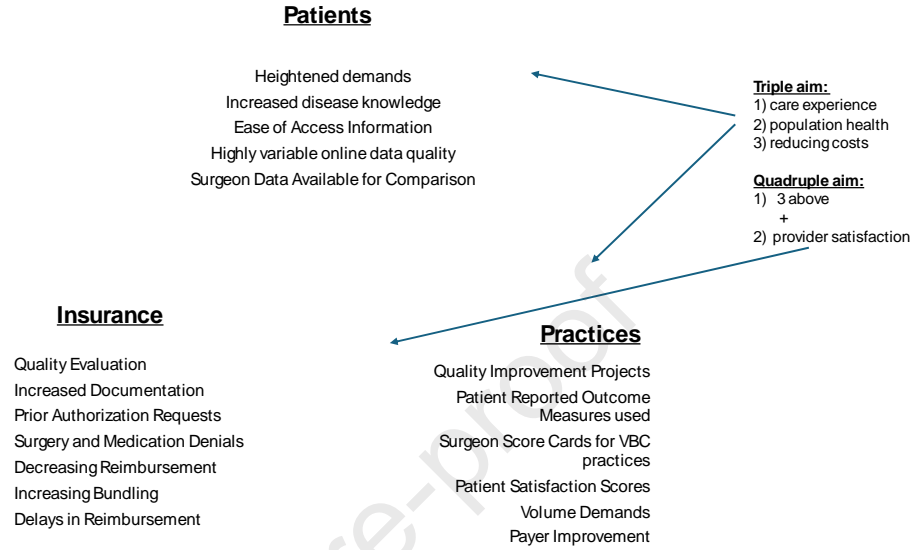 Patients
Heightened demands
Increased disease knowledge
Ease of Access Information
Highly variable online data quality
Surgeon Data Available for Comparison
Triple aim:
1) care experience
2) population health
3) reducing costs
Quadruple aim:
1) 3 above
+
2) provider satisfaction
Insurance
Quality Evaluation
Increased Documentation
Prior Authorization Requests
Surgery and Medication Denials
Decreasing Reimbursement
Increasing Bundling
Delays in Reimbursement
Practices
Quality Improvement Projects
Patient Reported Outcome
Measures used
Surgeon Score Cards for VBC
practices
Patient Satisfaction Scores
Volume Demands
Payer Improvement
re-proof